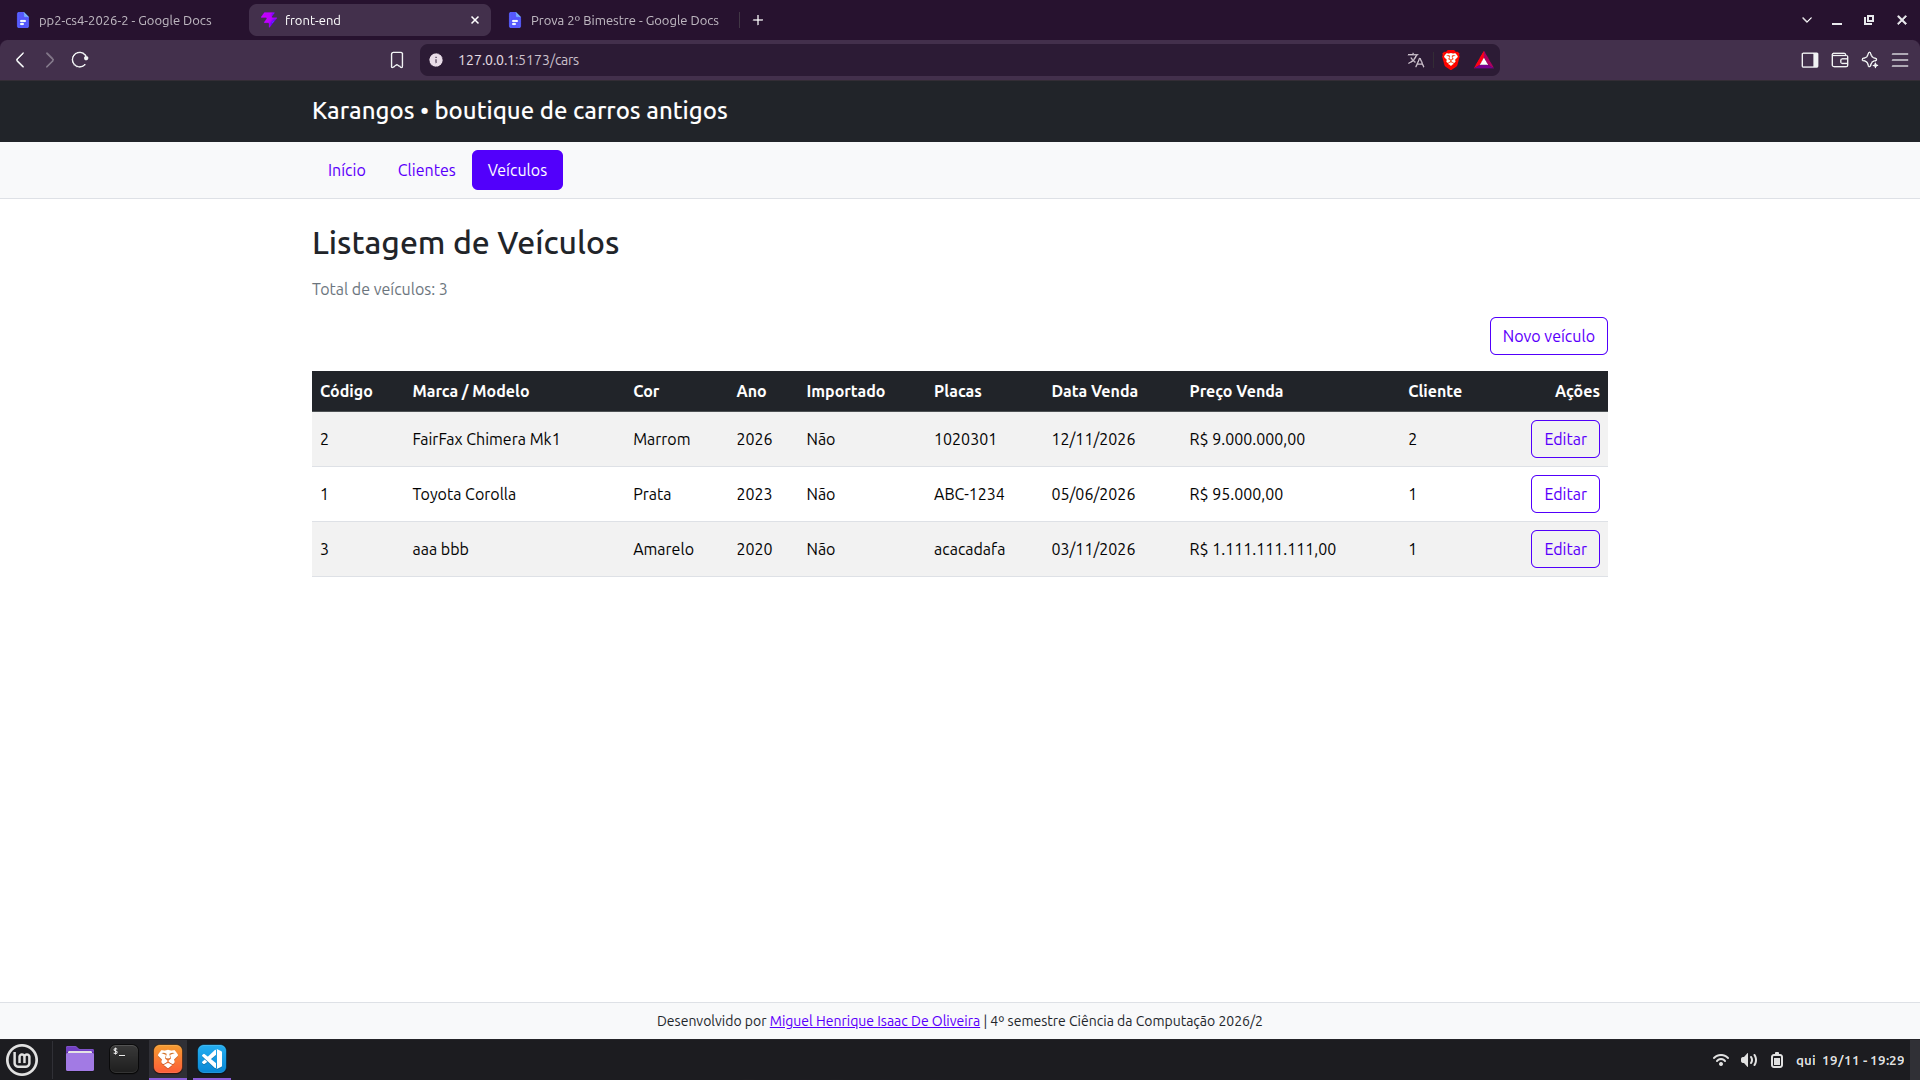 pp2-cs4-2026-2 - Google Docs front-end Prova 2º Bimestre - Google Docs
127.0.0.1:5173/cars
Karangos • boutique de carros antigos
Início Clientes Veículos
Listagem de Veículos
Total de veículos: 3
Novo veículo
Código Marca / Modelo Cor Ano Importado Placas Data Venda Preço Venda Cliente Ações
2 FairFax Chimera Mk1 Marrom 2026 Não 1020301 12/11/2026 R$ 9.000.000,00 2 Editar
1 Toyota Corolla Prata 2023 Não ABC-1234 05/06/2026 R$ 95.000,00 1 Editar
3 aaa bbb Amarelo 2020 Não acacadafa 03/11/2026 R$ 1.111.111.111,00 1 Editar
Desenvolvido por Miguel Henrique Isaac De Oliveira | 4º semestre Ciência da Computação 2026/2
qui 19/11 - 19:29